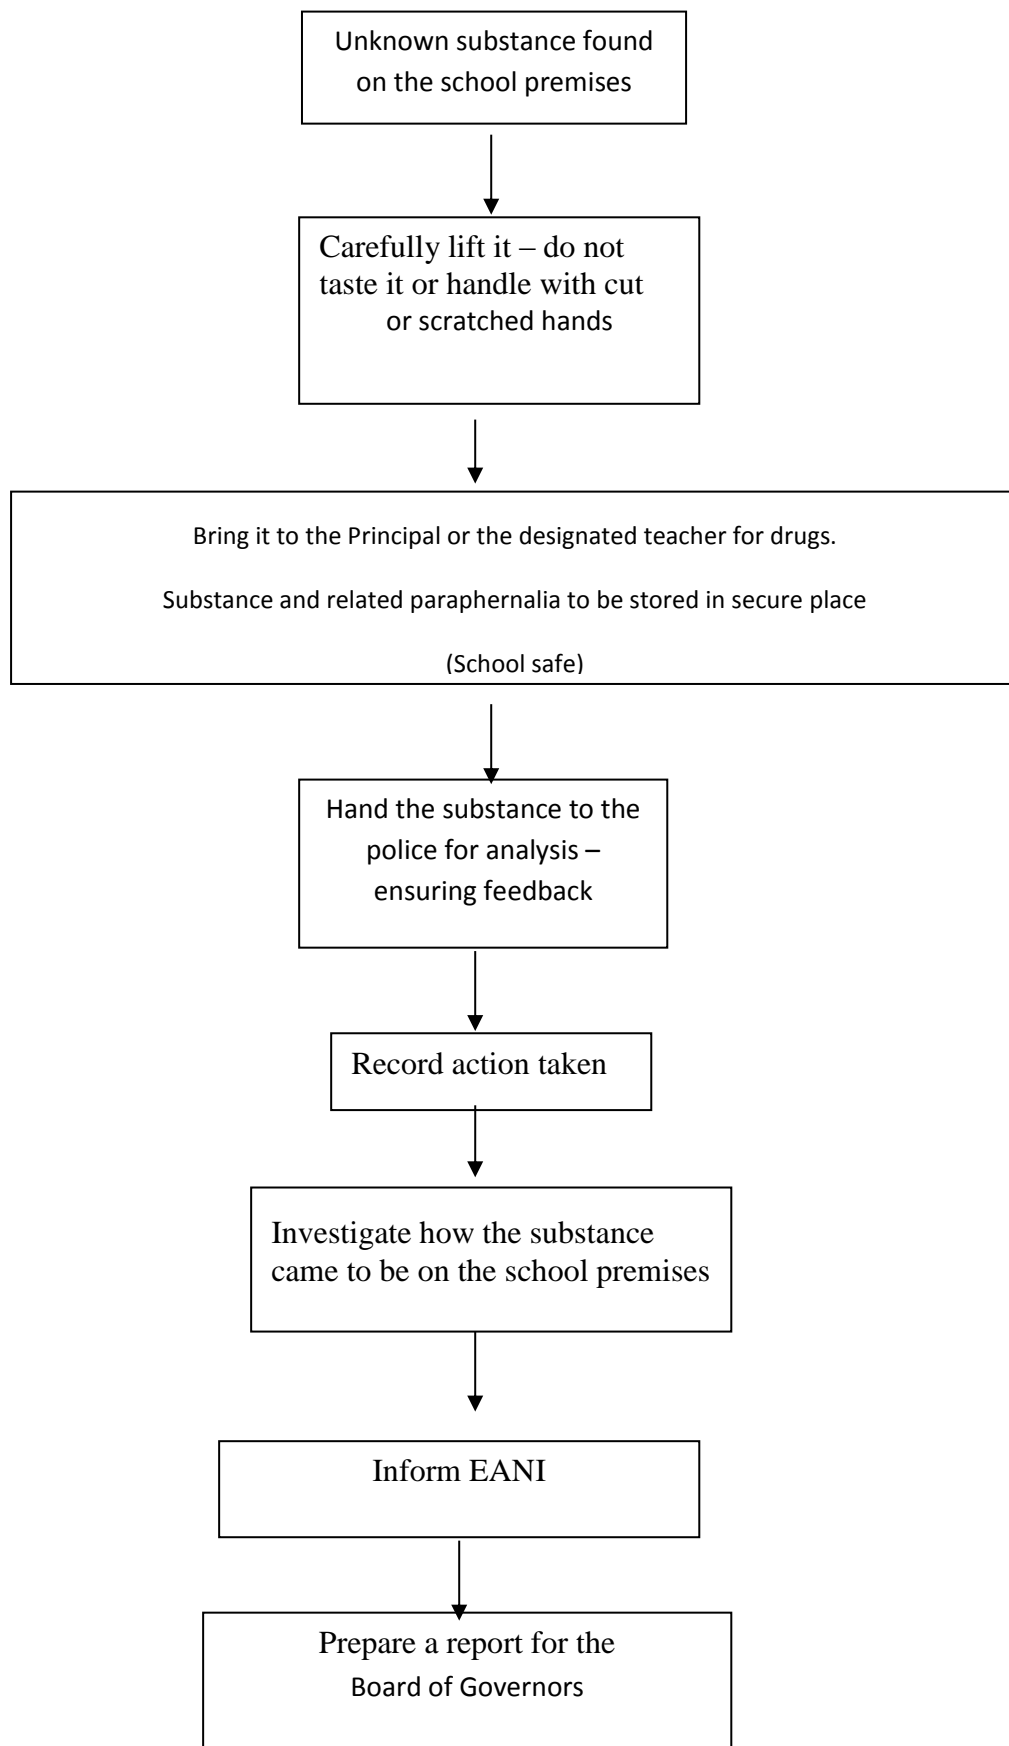 Unknown substance found
on the school premises
Carefully lift it – do not
taste it or handle with cut
or scratched hands
Bring it to the Principal or the designated teacher for drugs.
Substance and related paraphernalia to be stored in secure place
(School safe)
Hand the substance to the
police for analysis –
ensuring feedback
Record action taken
Investigate how the substance
came to be on the school premises
Inform EANI
Prepare a report for the
Board of Governors